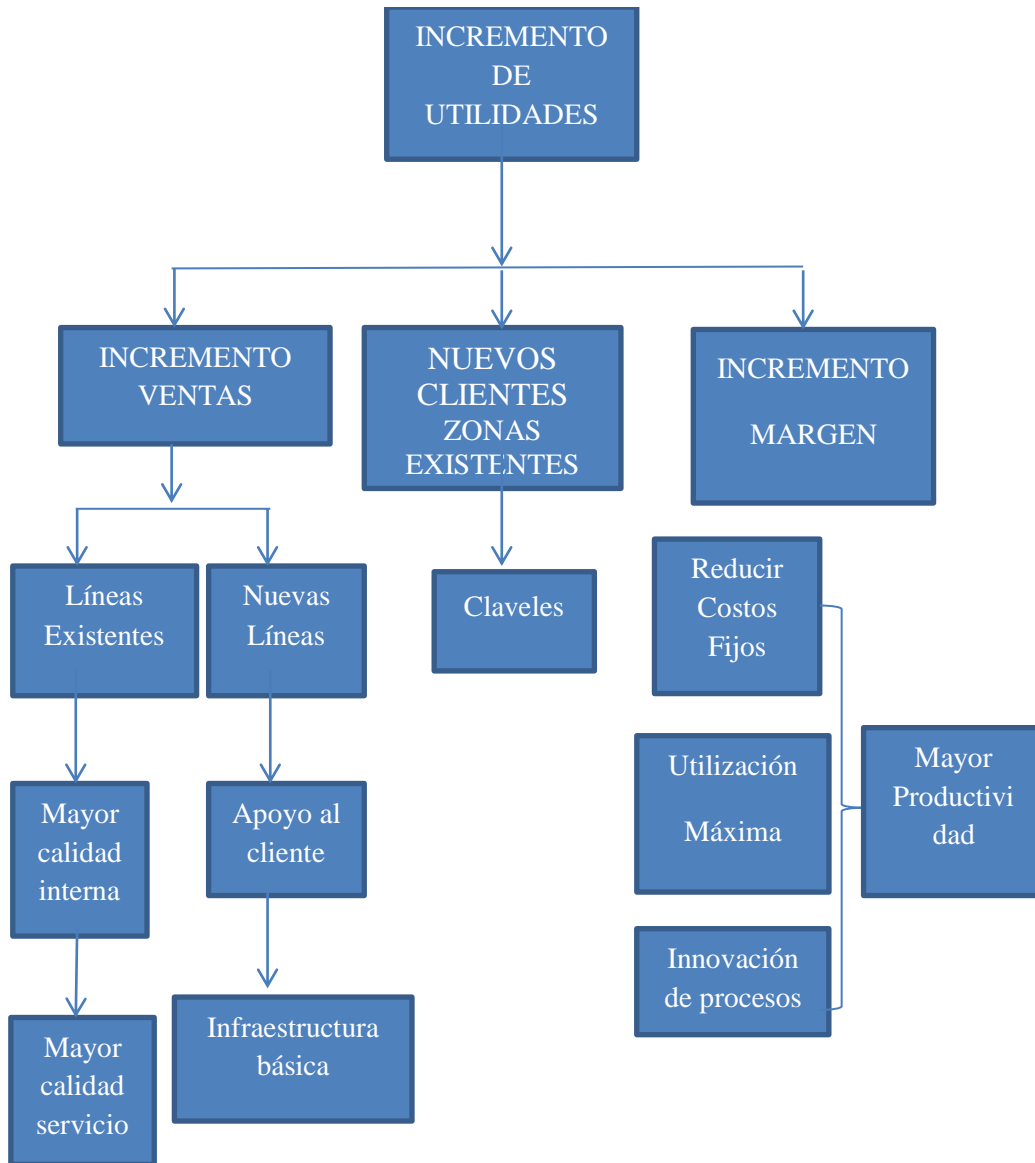 INCREMENTO
DE
UTILIDADES
INCREMENTO
VENTAS
NUEVOS
CLIENTES
ZONAS
EXISTENTES
INCREMENTO
MARGEN
Líneas
Existentes
Nuevas
Líneas
Claveles
Reducir
Costos
Fijos
Mayor
calidad
interna
Apoyo al
cliente
Utilización
Máxima
Mayor
Productivi
dad
Innovación
de procesos
Mayor
calidad
servicio
Infraestructura
básica